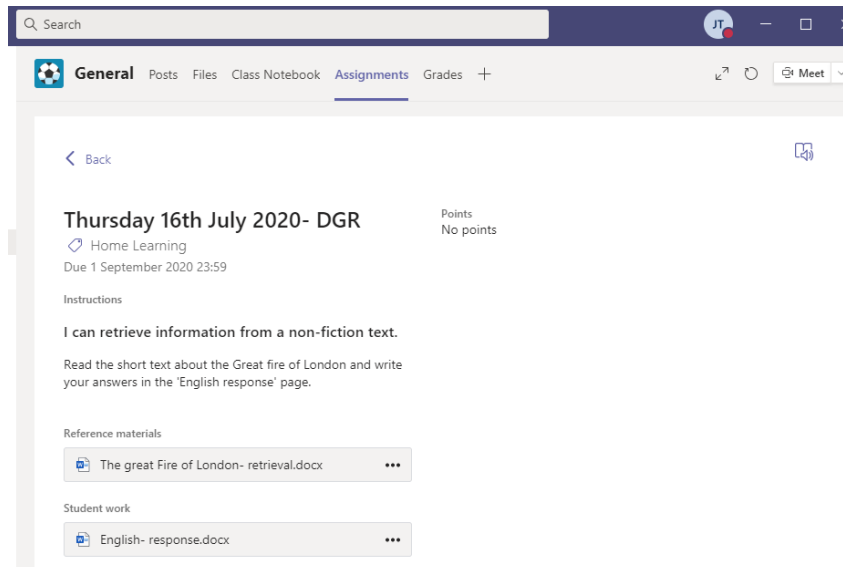 Search
JT
General Posts Files Class Notebook Assignments Grades
Meet
Back
Thursday 16th July 2020- DGR
Home Learning
Due 1 September 2020 23:59
Points
No points
Instructions
I can retrieve information from a non-fiction text.
Read the short text about the Great fire of London and write
your answers in the 'English response' page.
Reference materials
The great Fire of London- retrieval.docx
Student work
English- response.docx